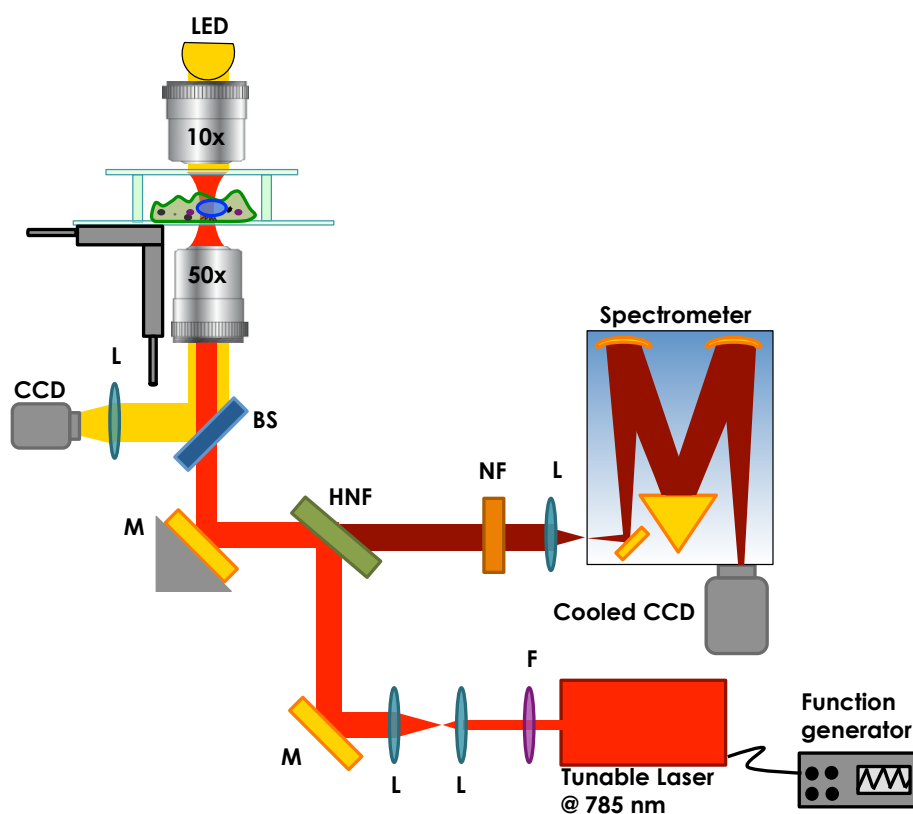 LED
10x
50x
Spectrometer
L
CCD
BS
HNF
NF
L
M
Cooled CCD
F
Function
generator
M
L
L
Tunable Laser
@ 785 nm